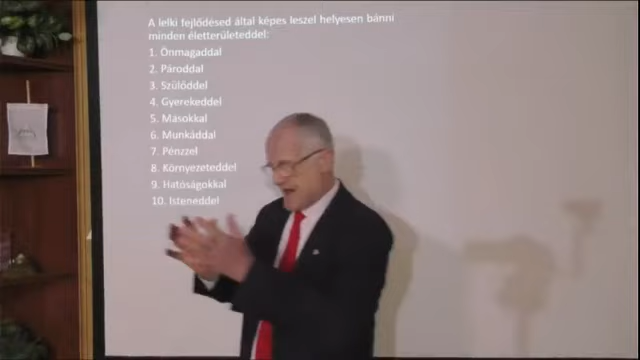 A lelki fejlődésed által képes leszel helyesen bánni
minden életterületeddel:
1. Önmagaddal
2. Pároddal
3. Szülőddel
4. Gyerekeddel
5. Másokkal
6. Munkáddal
7. Pénzzel
8. Környezeteddel
9. Hatóságokkal
10. Isteneddel